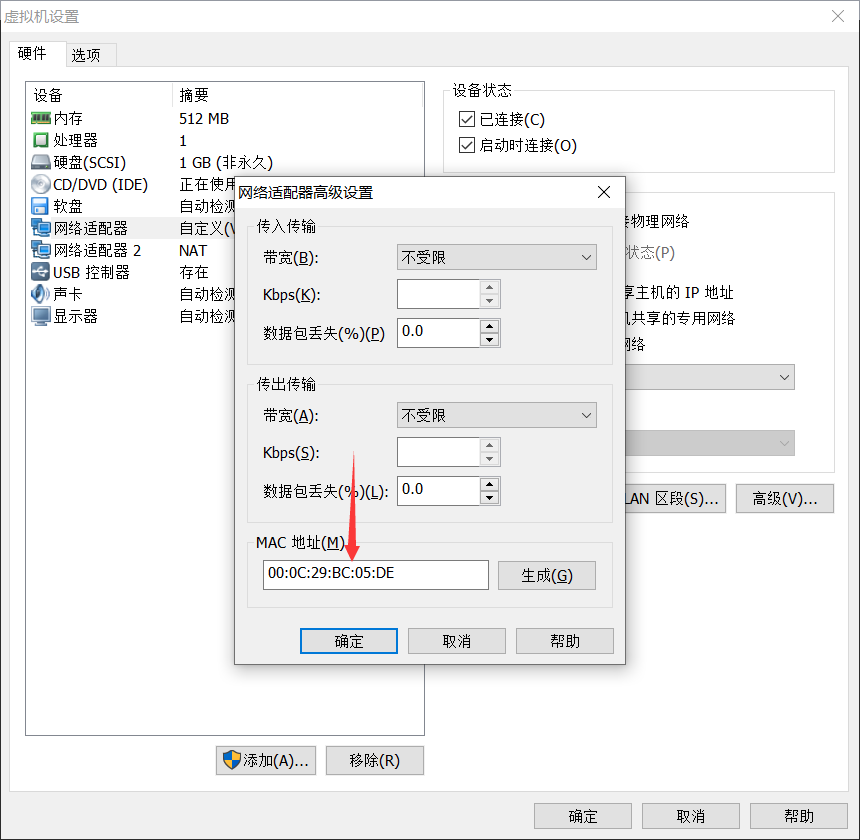 虚拟机设置
硬件 选项
设备 摘要
内存 512 MB
处理器 1
硬盘(SCSI) 1 GB (非永久)
CD/DVD (IDE) 正在使用
软盘 自动检测
网络适配器 自定义(V
网络适配器 2 NAT
USB 控制器 存在
声卡 自动检测
显示器 自动检测
添加(A)... 移除(R)
设备状态
已连接(C)
启动时连接(O)
物理网络
状态(P)
享主机的 IP 地址
机共享的专用网络
网络
LAN 区段(S)... 高级(V)...
网络适配器高级设置
传入传输
带宽(B): 不受限
Kbps(K):
数据包丢失(%)(P) 0.0
传出传输
带宽(A): 不受限
Kbps(S):
数据包丢失(%)(L): 0.0
MAC 地址(M)
00:0C:29:BC:05:DE 生成(G)
确定 取消 帮助
确定 取消 帮助